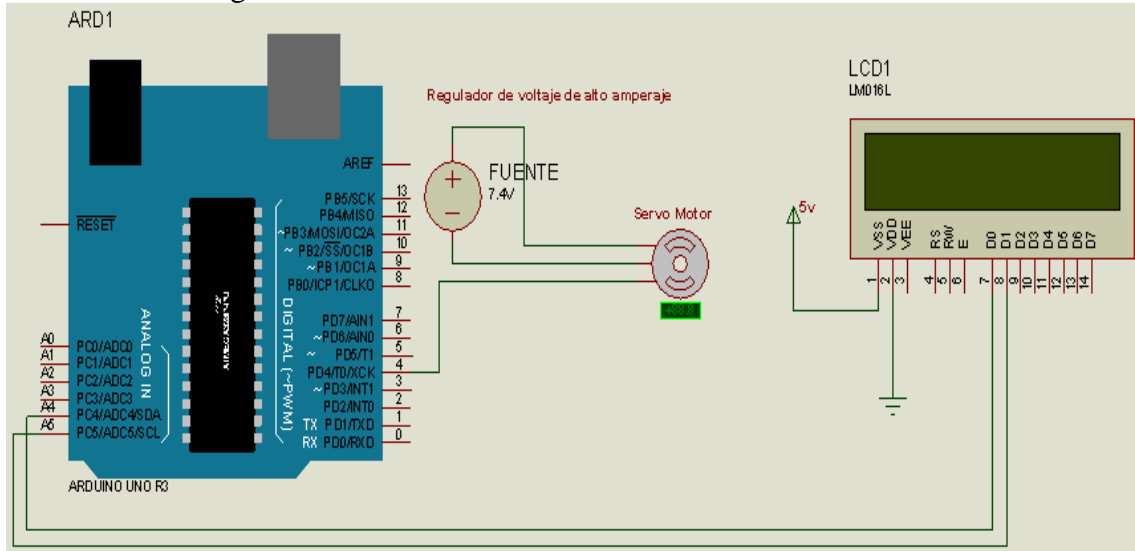 ARD1
RESET
A0 PC0/ADC0
A1 PC1/ADC1
A2 PC2/ADC2
A3 PC3/ADC3
A4 PC4/ADC4/SDA
A5 PC5/ADC5/SCL
ANALOG IN
DIGITAL (~PWM)
AREF
PB5/SCK 13
PB4/MISO 12
~PB3/MOSI/OC2A 11
~ PB2/SS/OC1B 10
~ PB1/OC1A 9
PB0/ICP1/CLKO 8
PD7/AIN1 7
~PD6/AIN0 6
~ PD5/T1 5
PD4/T0/XCK 4
~PD3/INT1 3
PD2/INT0 2
TX PD1/TXD 1
RX PD0/RXD 0
ARDUINO UNO R3
Regulador de voltaje de alto amperaje
FUENTE
7.4V
Servo Motor
+88.8
5v
LCD1
LM016L
VSS VDD VEE RS RW E D0 D1 D2 D3 D4 D5 D6 D7
1 2 3 4 5 6 7 8 9 10 11 12 13 14